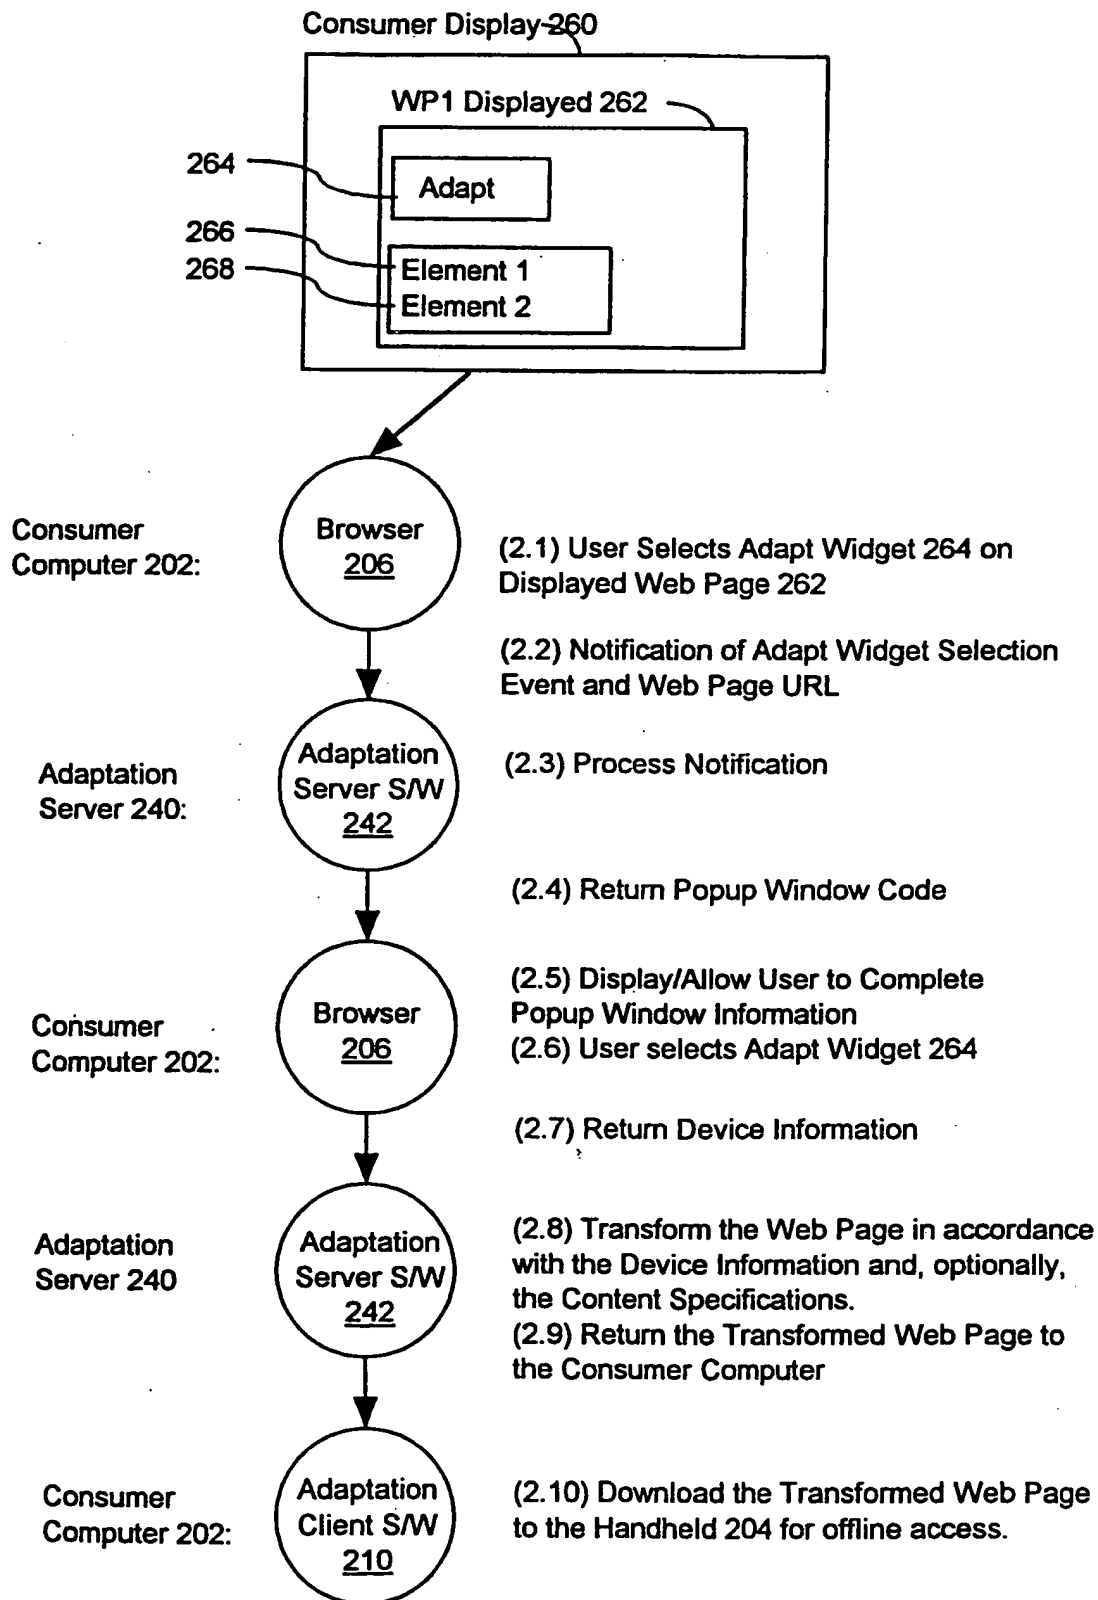 Consumer Display 260
WP1 Displayed 262
264
Adapt
266
Element 1
268
Element 2
Consumer
Computer 202:
Browser
206
(2.1) User Selects Adapt Widget 264 on
Displayed Web Page 262
(2.2) Notification of Adapt Widget Selection
Event and Web Page URL
Adaptation
Server 240:
Adaptation
Server S/W
242
(2.3) Process Notification
(2.4) Return Popup Window Code
Consumer
Computer 202:
Browser
206
(2.5) Display/Allow User to Complete
Popup Window Information
(2.6) User selects Adapt Widget 264
(2.7) Return Device Information
Adaptation
Server 240
Adaptation
Server S/W
242
(2.8) Transform the Web Page in accordance
with the Device Information and, optionally,
the Content Specifications.
(2.9) Return the Transformed Web Page to
the Consumer Computer
Consumer
Computer 202:
Adaptation
Client S/W
210
(2.10) Download the Transformed Web Page
to the Handheld 204 for offline access.